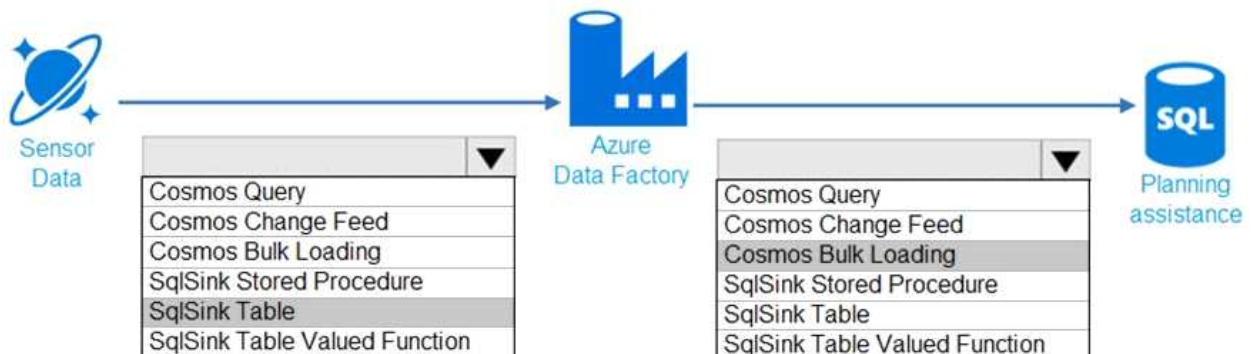 Sensor
Data
Cosmos Query
Cosmos Change Feed
Cosmos Bulk Loading
SqlSink Stored Procedure
SqlSink Table
SqlSink Table Valued Function
Azure
Data Factory
Cosmos Query
Cosmos Change Feed
Cosmos Bulk Loading
SqlSink Stored Procedure
SqlSink Table
SqlSink Table Valued Function
SQL
Planning
assistance